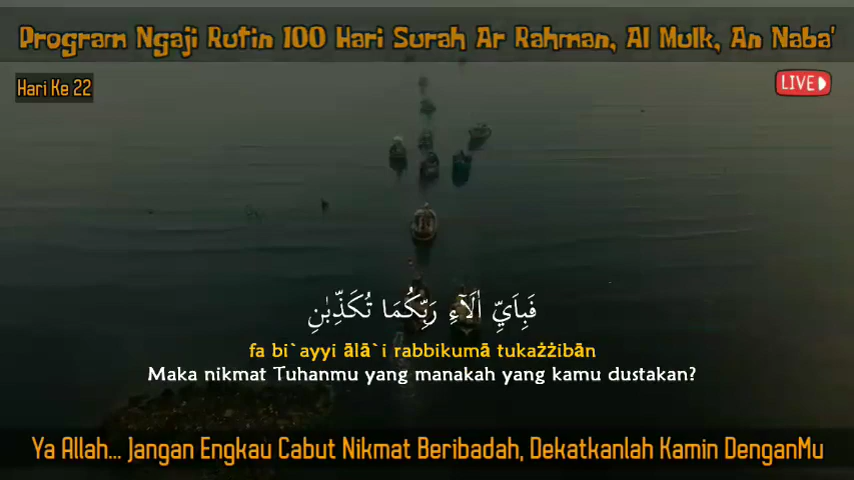 Program Ngaji Rutin 100 Hari Surah Ar Rahman, Al Mulk, An Naba'
Hari Ke 22
LIVE
فَبِاَيِّ اٰلَاۤءِ رَبِّكُمَا تُكَذِّبٰنِ
fa bi`ayyi ālā`i rabbikumā tukażżibān
Maka nikmat Tuhanmu yang manakah yang kamu dustakan?
Ya Allah... Jangan Engkau Cabut Nikmat Beribadah, Dekatkanlah Kamin DenganMu